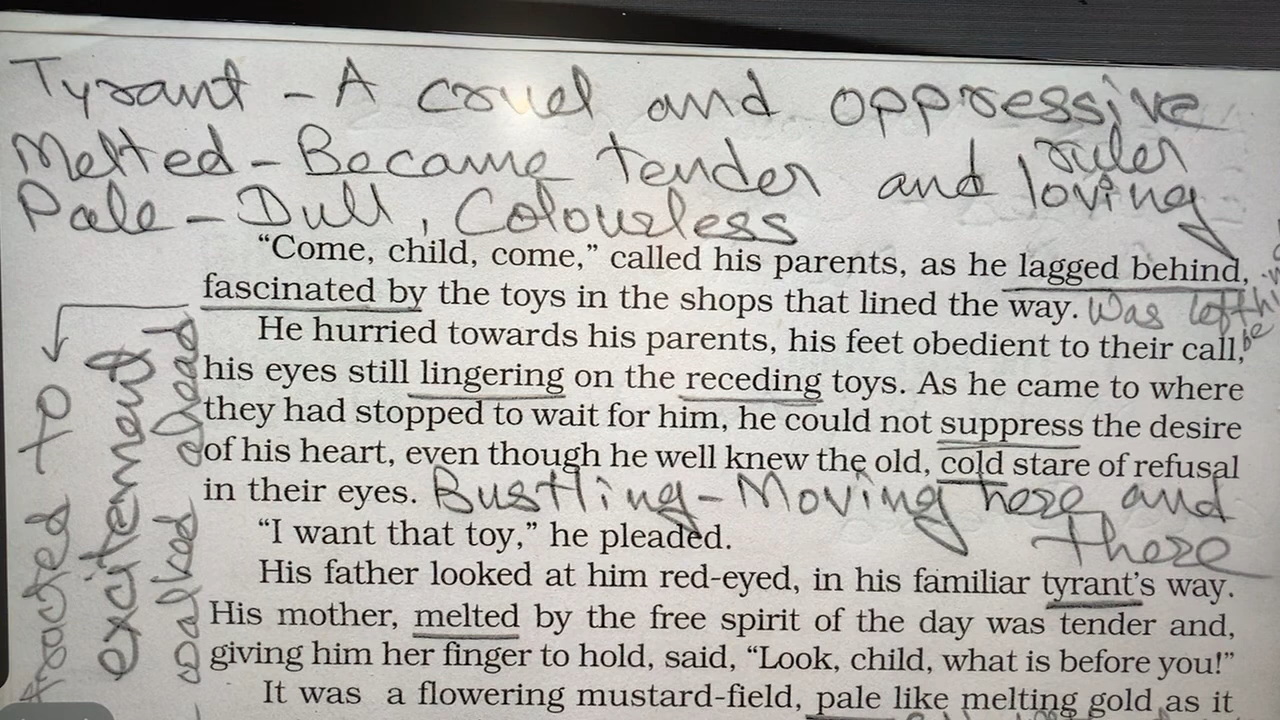 Tyrant - A cruel and oppressive
ruler
Melted - Became tender and loving
Pale - Dull, Colourless
“Come, child, come,” called his parents, as he lagged behind,
fascinated by the toys in the shops that lined the way. Was left
be
He hurried towards his parents, his feet obedient to their call,
his eyes still lingering on the receding toys. As he came to where
they had stopped to wait for him, he could not suppress the desire
of his heart, even though he well knew the old, cold stare of refusal
in their eyes. Bustling - Moving here and
there
“I want that toy,” he pleaded.
His father looked at him red-eyed, in his familiar tyrant’s way.
His mother, melted by the free spirit of the day was tender and,
giving him her finger to hold, said, “Look, child, what is before you!”
It was a flowering mustard-field, pale like melting gold as it
to
excitement,
walked ahead